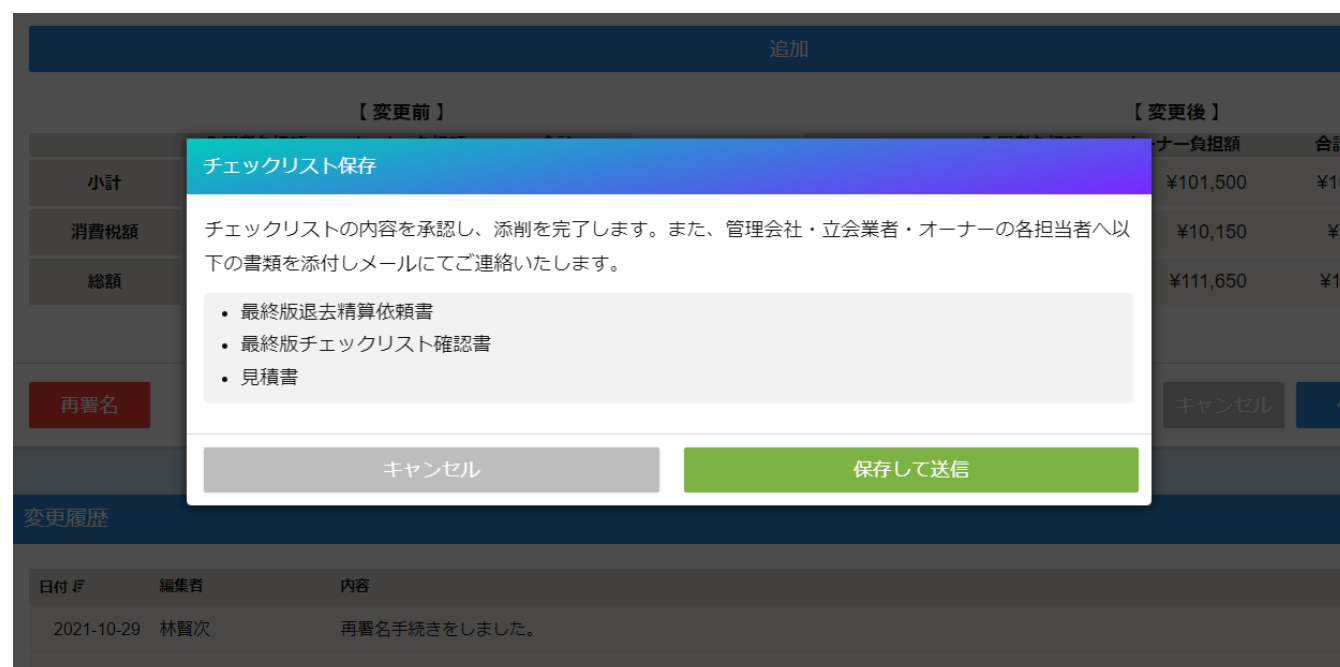 追加
【 変更前 】
【 変更後 】
ーナー負担額
小計
¥101,500
消費税額
¥10,150
総額
¥111,650
チェックリスト保存
チェックリストの内容を承認し、添削を完了します。また、管理会社・立会業者・オーナーの各担当者へ以
下の書類を添付しメールにてご連絡いたします。
• 最終版退去精算依頼書
• 最終版チェックリスト確認書
• 見積書
キャンセル
保存して送信
再署名
キャンセル
変更履歴
日付 編集者 内容
2021-10-29 林賢次 再署名手続きをしました。